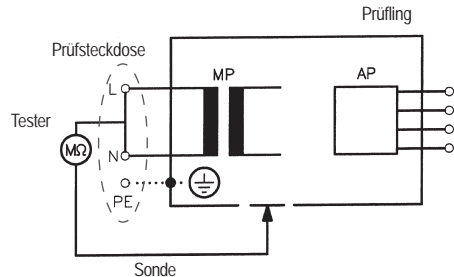 Prüfling
Prüfsteckdose
MP
AP
L
Tester
MΩ
N
PE
Sonde